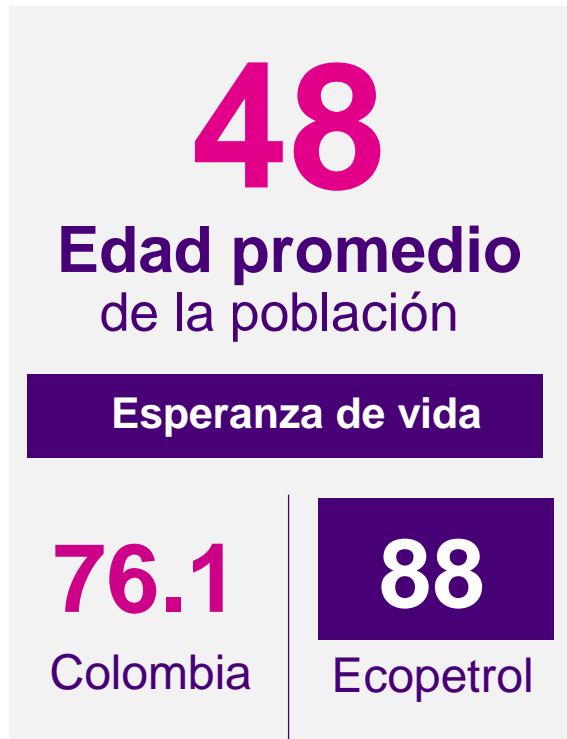 48
Edad promedio
de la población
Esperanza de vida
76.1
Colombia
88
Ecopetrol